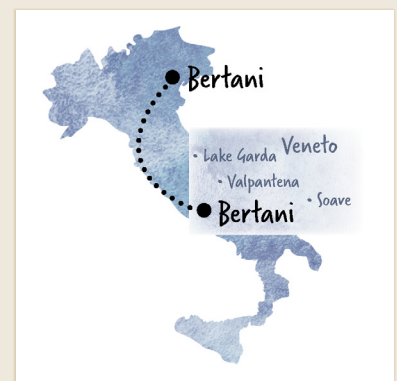 Bertani
Veneto
Lake Garda
Valpantena
Soave
Bertani